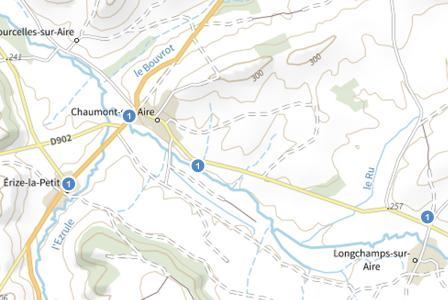 ourcelles-sur-Aire
le Bouvrot
241
300
300
Chaumont- Aire
1
D902
1
Érize-la-Petit
1
le Ru
257
1
l'Ezrule
Longchamps-sur-
Aire